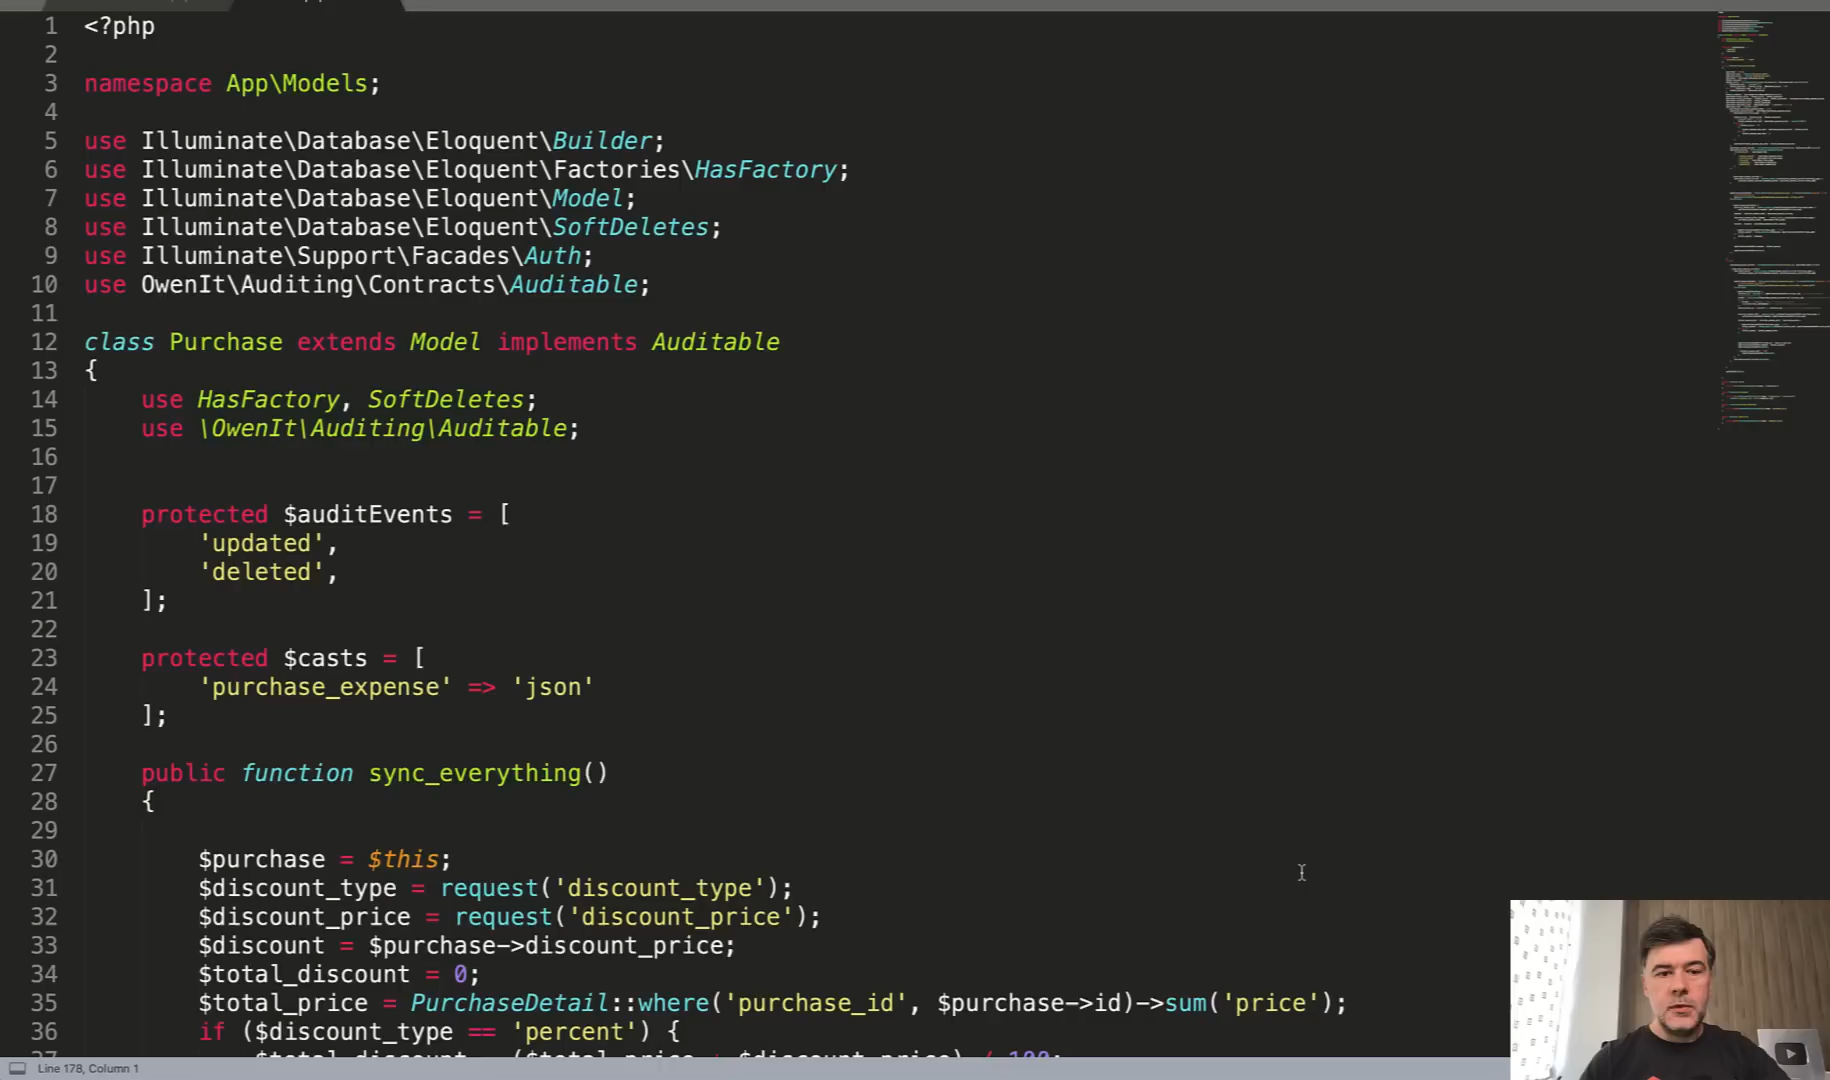 1 <?php
2
3 namespace App\Models;
4
5 use Illuminate\Database\Eloquent\Builder;
6 use Illuminate\Database\Eloquent\Factories\HasFactory;
7 use Illuminate\Database\Eloquent\Model;
8 use Illuminate\Database\Eloquent\SoftDeletes;
9 use Illuminate\Support\Facades\Auth;
10 use OwenIt\Auditing\Contracts\Auditable;
11
12 class Purchase extends Model implements Auditable
13 {
14 use HasFactory, SoftDeletes;
15 use \OwenIt\Auditing\Auditable;
16
17
18 protected $auditEvents = [
19 'updated',
20 'deleted',
21 ];
22
23 protected $casts = [
24 'purchase_expense' => 'json'
25 ];
26
27 public function sync_everything()
28 {
29
30 $purchase = $this;
31 $discount_type = request('discount_type');
32 $discount_price = request('discount_price');
33 $discount = $purchase->discount_price;
34 $total_discount = 0;
35 $total_price = PurchaseDetail::where('purchase_id', $purchase->id)->sum('price');
36 if ($discount_type == 'percent') {
Line 178, Column 1